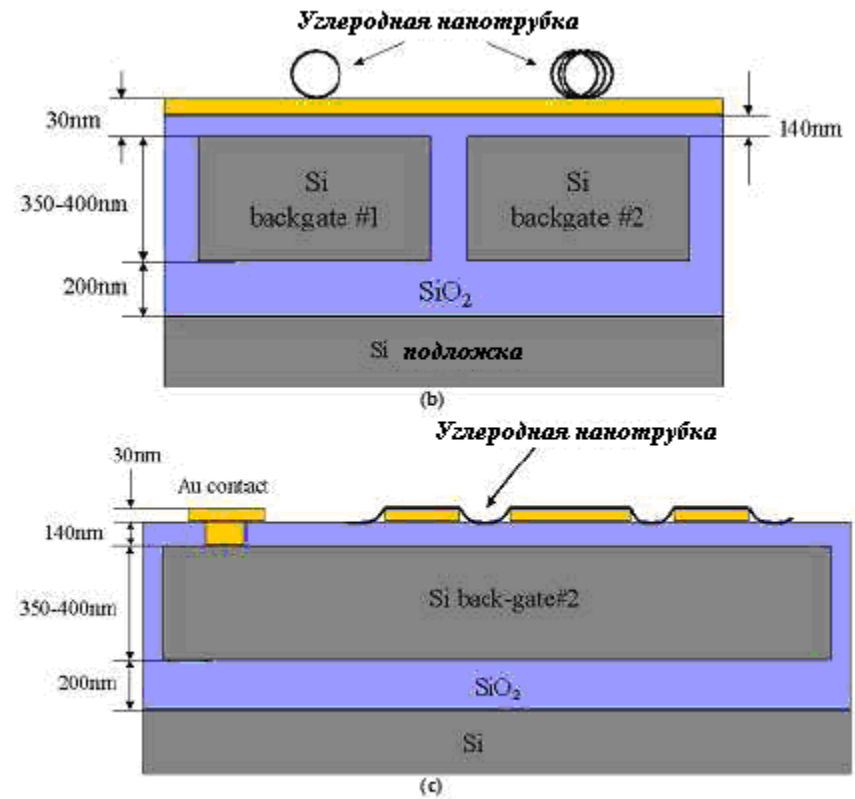 Углеродная нанотрубка
30nm
140nm
Si
backgate #1
Si
backgate #2
350-400nm
200nm
SiO₂
Si подложка
(b)
Углеродная нанотрубка
30nm
Au contact
140nm
Si back-gate#2
350-400nm
200nm
SiO₂
Si
(c)